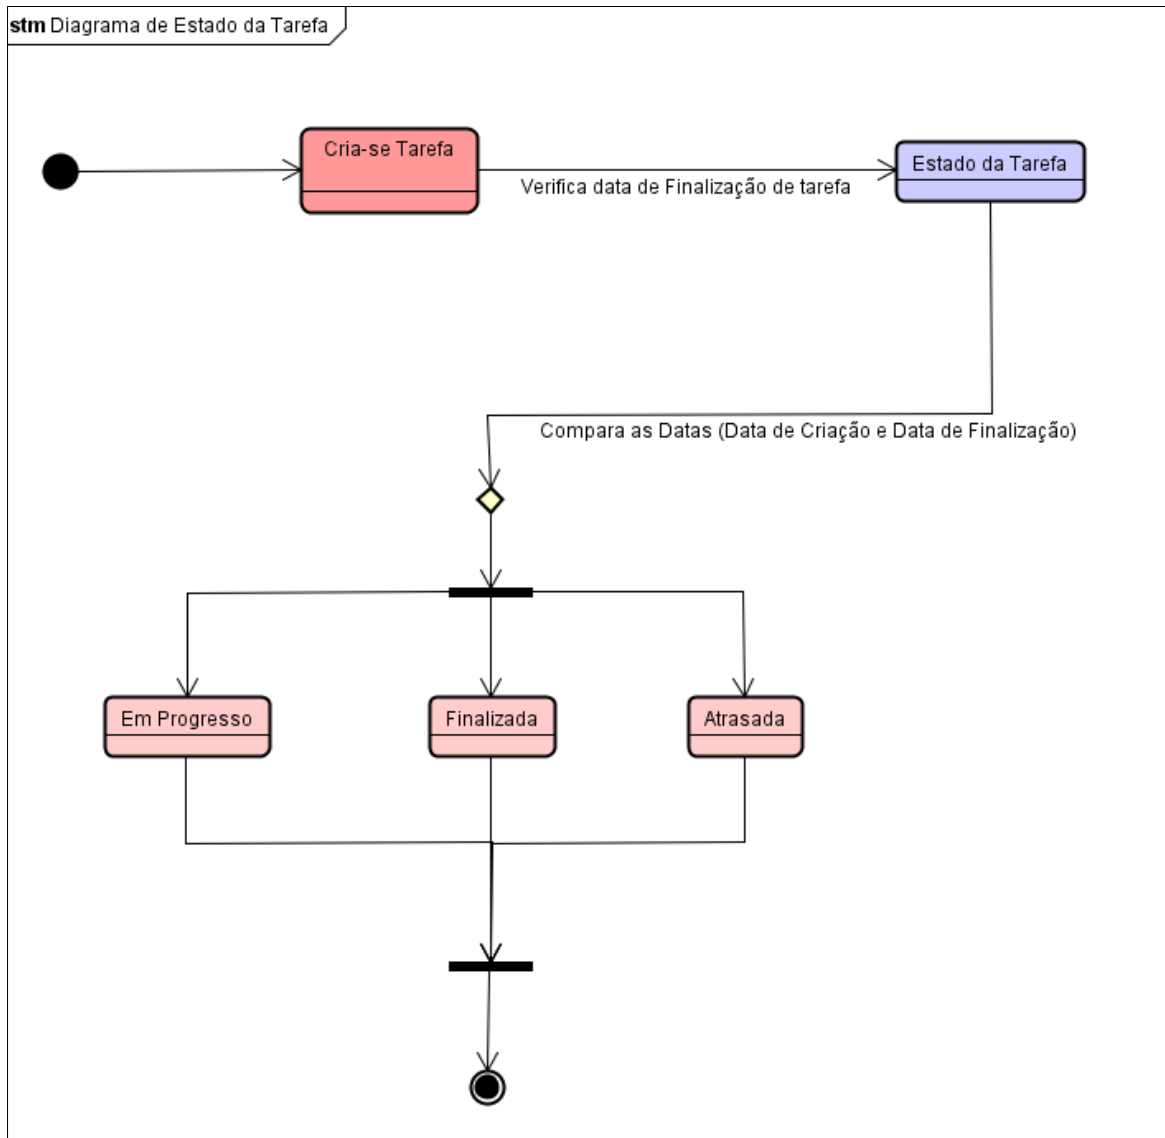 stm Diagrama de Estado da Tarefa
Cria-se Tarefa
Verifica data de Finalização de tarefa
Estado da Tarefa
Compara as Datas (Data de Criação e Data de Finalização)
Em Progresso
Finalizada
Atrasada